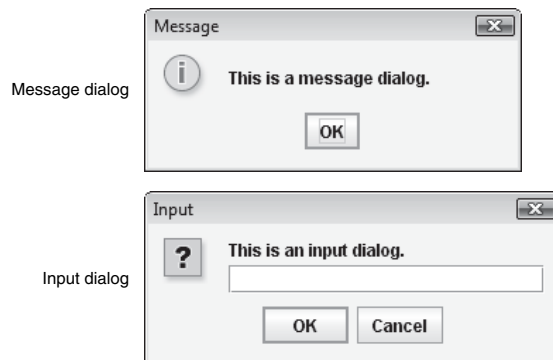 Message
Message dialog
i
This is a message dialog.
OK
Input
Input dialog
?
This is an input dialog.
OK Cancel